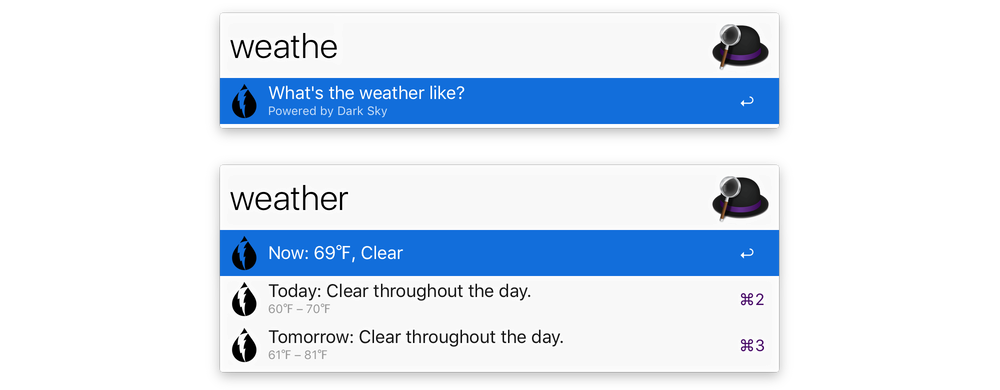 weathe
What's the weather like?
Powered by Dark Sky
weather
Now: 69°F, Clear
Today: Clear throughout the day.
60°F – 70°F
⌘2
Tomorrow: Clear throughout the day.
61°F – 81°F
⌘3